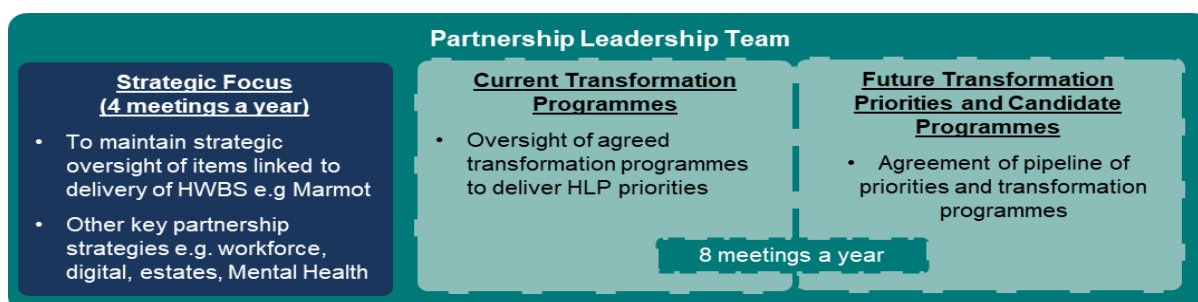 Partnership Leadership Team
Strategic Focus
(4 meetings a year)
• To maintain strategic
oversight of items linked to
delivery of HWBS e.g Marmot
• Other key partnership
strategies e.g. workforce,
digital, estates, Mental Health
Current Transformation
Programmes
• Oversight of agreed
transformation programmes
to deliver HLP priorities
Future Transformation
Priorities and Candidate
Programmes
• Agreement of pipeline of
priorities and transformation
programmes
8 meetings a year